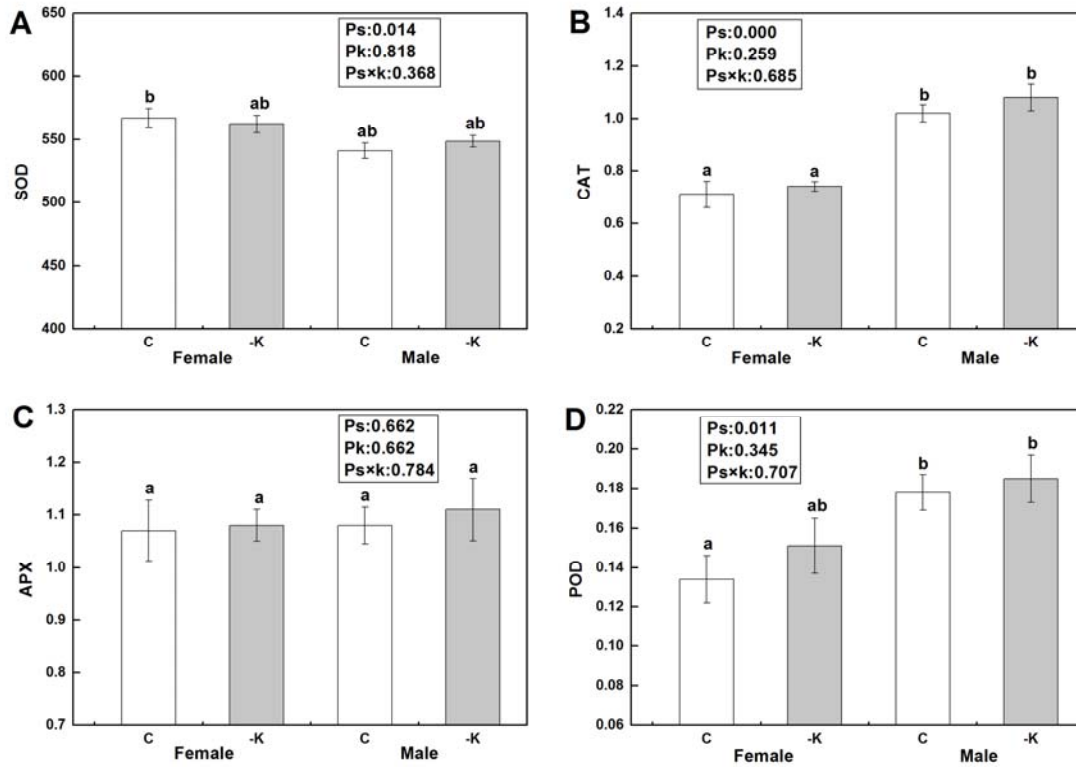 A
650
600
550
500
450
400
SOD
Ps:0.014
Pk:0.818
Ps×k:0.368
b
ab
ab
ab
C
-K
C
-K
Female
Male
B
1.4
1.2
1.0
0.8
0.6
0.4
0.2
CAT
Ps:0.000
Pk:0.259
Ps×k:0.685
a
a
b
b
C
-K
C
-K
Female
Male
C
1.3
1.2
1.1
1.0
0.9
0.8
0.7
APX
Ps:0.662
Pk:0.662
Ps×k:0.784
a
a
a
a
C
-K
C
-K
Female
Male
D
0.22
0.20
0.18
0.16
0.14
0.12
0.10
0.08
0.06
POD
Ps:0.011
Pk:0.345
Ps×k:0.707
a
ab
b
b
C
-K
C
-K
Female
Male